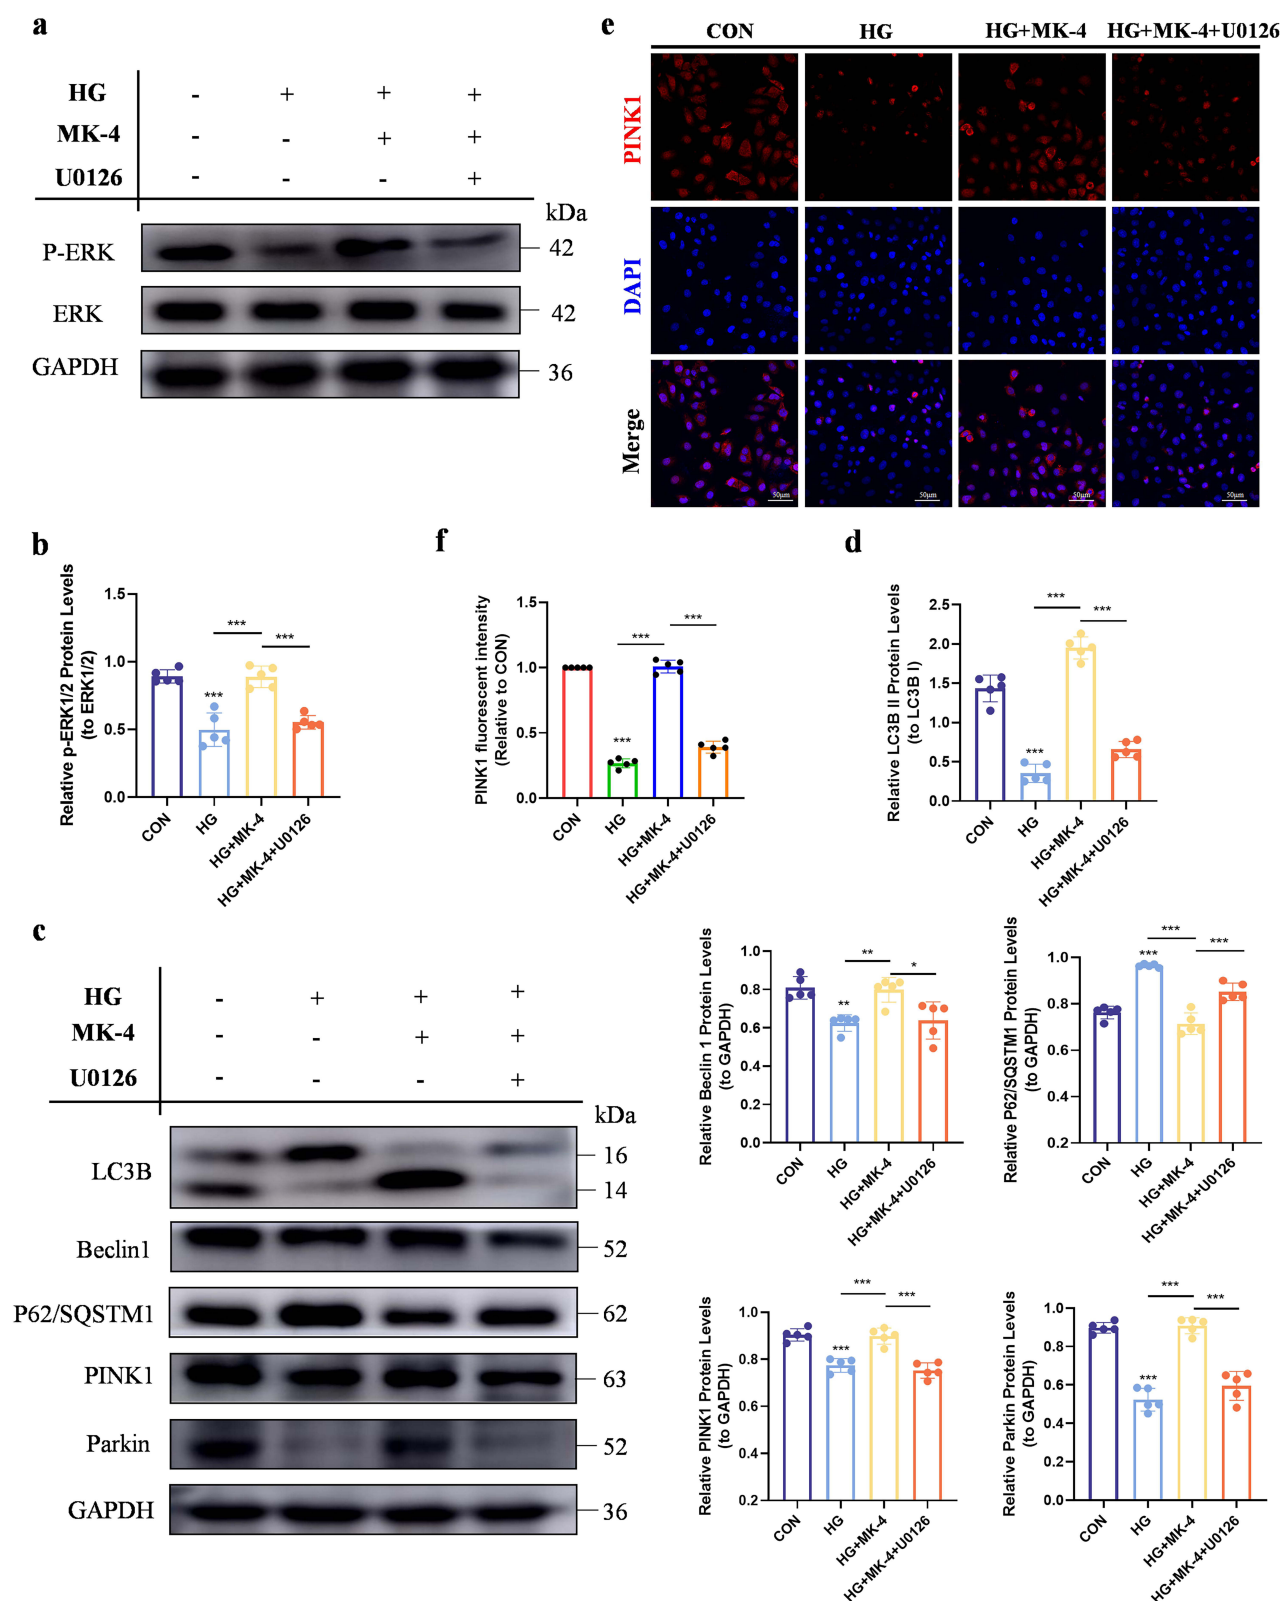 a
HG - + + +
MK-4 - - + +
U0126 - - - +
kDa
P-ERK 42
ERK 42
GAPDH 36
e
CON HG HG+MK-4 HG+MK-4+U0126
PINK1
DAPI
Merge
50μm 50μm 50μm 50μm
b
Relative p-ERK1/2 Protein Levels
(to ERK1/2)
1.5
1.0
0.5
0.0
***
***
***
CON HG HG+MK-4 HG+MK-4+U0126
f
PINK1 fluorescent intensity
(Relative to CON)
1.5
1.0
0.5
0.0
***
***
***
CON HG HG+MK-4 HG+MK-4+U0126
d
Relative LC3B II Protein Levels
(to LC3B I)
2.5
2.0
1.5
1.0
0.5
0.0
***
***
***
CON HG HG+MK-4 HG+MK-4+U0126
c
HG - + + +
MK-4 - - + +
U0126 - - - +
kDa
LC3B 16
14
Beclin1 52
P62/SQSTM1 62
PINK1 63
Parkin 52
GAPDH 36
Relative Beclin 1 Protein Levels
(to GAPDH)
1.0
0.8
0.6
0.4
0.2
0.0
**
**
*
CON HG HG+MK-4 HG+MK-4+U0126
Relative P62/SQSTM1 Protein Levels
(to GAPDH)
1.0
0.8
0.6
0.4
0.2
***
***
***
CON HG HG+MK-4 HG+MK-4+U0126
Relative PINK1 Protein Levels
(to GAPDH)
1.0
0.8
0.6
0.4
0.2
***
***
***
CON HG HG+MK-4 HG+MK-4+U0126
Relative Parkin Protein Levels
(to GAPDH)
1.0
0.8
0.6
0.4
0.2
0.0
***
***
***
CON HG HG+MK-4 HG+MK-4+U0126